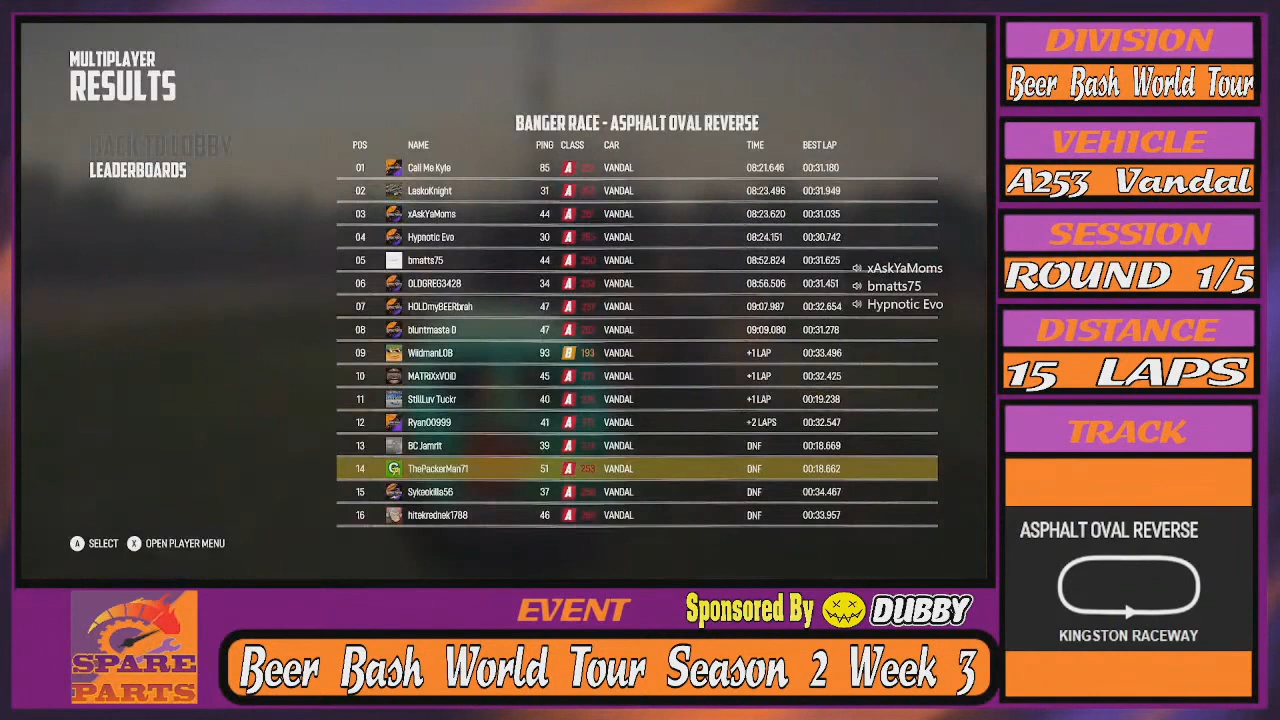 MULTIPLAYER
RESULTS
BACK TO LOBBY
LEADERBOARDS
BANGER RACE - ASPHALT OVAL REVERSE
POS NAME PING CLASS CAR TIME BEST LAP
01 Call Me Kyle 85 A VANDAL 08:21.646 00:31.180
02 LaskoKnight 31 A VANDAL 08:23.496 00:31.949
03 xAskYaMoms 44 A VANDAL 08:23.620 00:31.035
04 Hypnotic Evo 30 A VANDAL 08:24.151 00:30.742
05 bmatts75 44 A VANDAL 08:52.824 00:31.625
06 OLDGREG3428 34 A VANDAL 08:56.506 00:31.451
07 HOLDmyBEERbrah 47 A VANDAL 09:07.987 00:32.654
08 bluntmasta D 47 A VANDAL 09:09.080 00:31.278
09 WildmanLOB 93 B 193 VANDAL +1 LAP 00:33.496
10 MATRiXxVOiD 45 A VANDAL +1 LAP 00:32.425
11 StillLuv Tuckr 40 A VANDAL +1 LAP 00:19.238
12 Ryan00999 41 A VANDAL +2 LAPS 00:32.547
13 BC Jamrit 39 A VANDAL DNF 00:18.669
14 ThePackerMan71 51 A 253 VANDAL DNF 00:18.662
15 Sykeokilla56 37 A VANDAL DNF 00:34.467
16 hitekrednek1788 46 A VANDAL DNF 00:33.957
xAskYaMoms
bmatts75
Hypnotic Evo
A SELECT X OPEN PLAYER MENU
DIVISION
Beer Bash World Tour
VEHICLE
A253 Vandal
SESSION
ROUND 1/5
DISTANCE
15 LAPS
TRACK
ASPHALT OVAL REVERSE
KINGSTON RACEWAY
SPARE
PARTS
EVENT
Sponsored By DUBBY
Beer Bash World Tour Season 2 Week 3